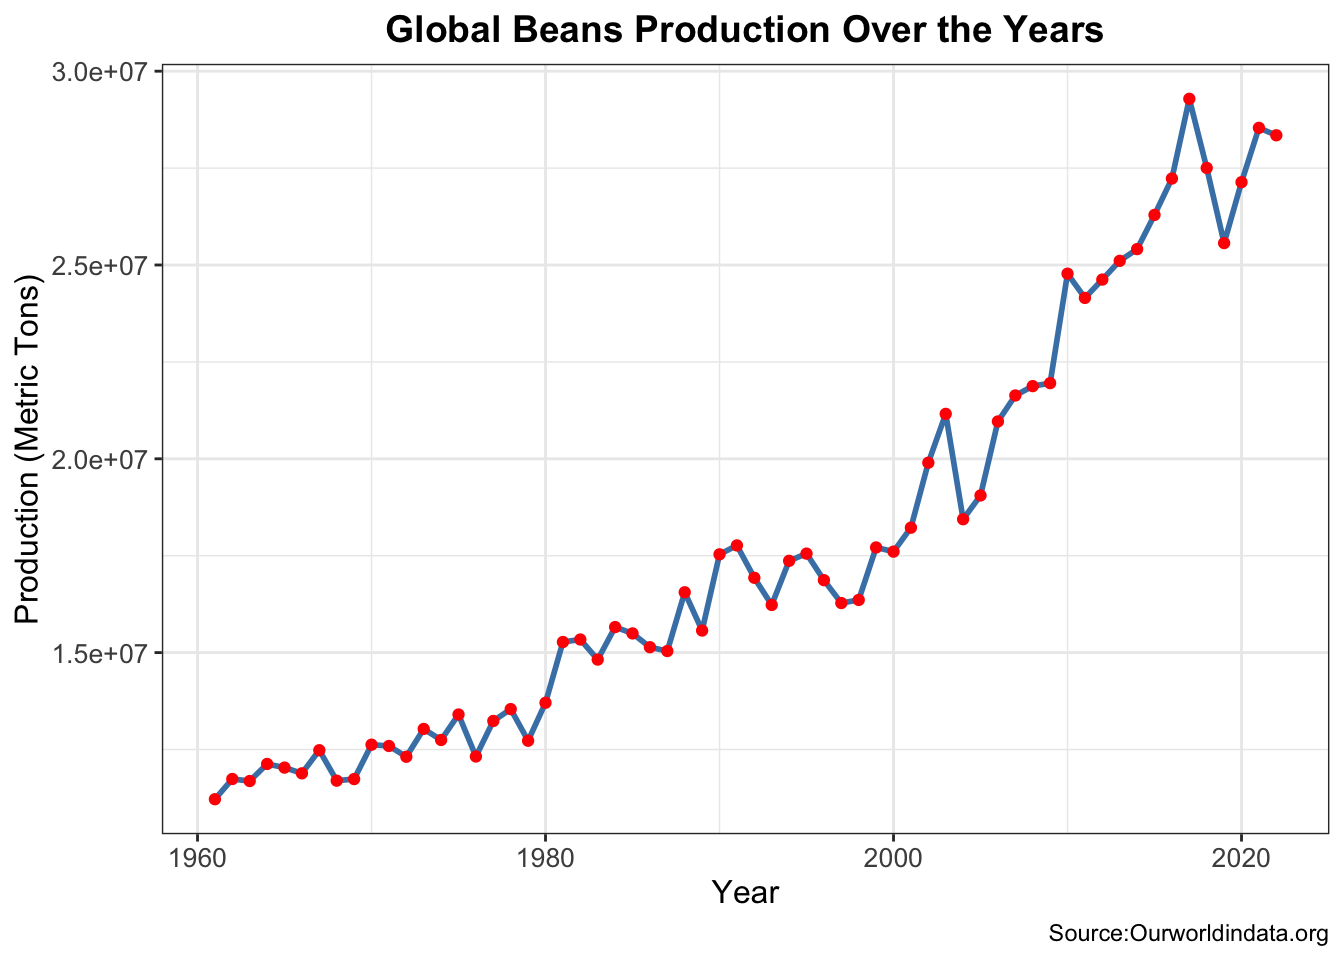 Global Beans Production Over the Years
3.0e+07
2.5e+07
2.0e+07
1.5e+07
Production (Metric Tons)
1960 1980 2000 2020
Year
Source:Ourworldindata.org